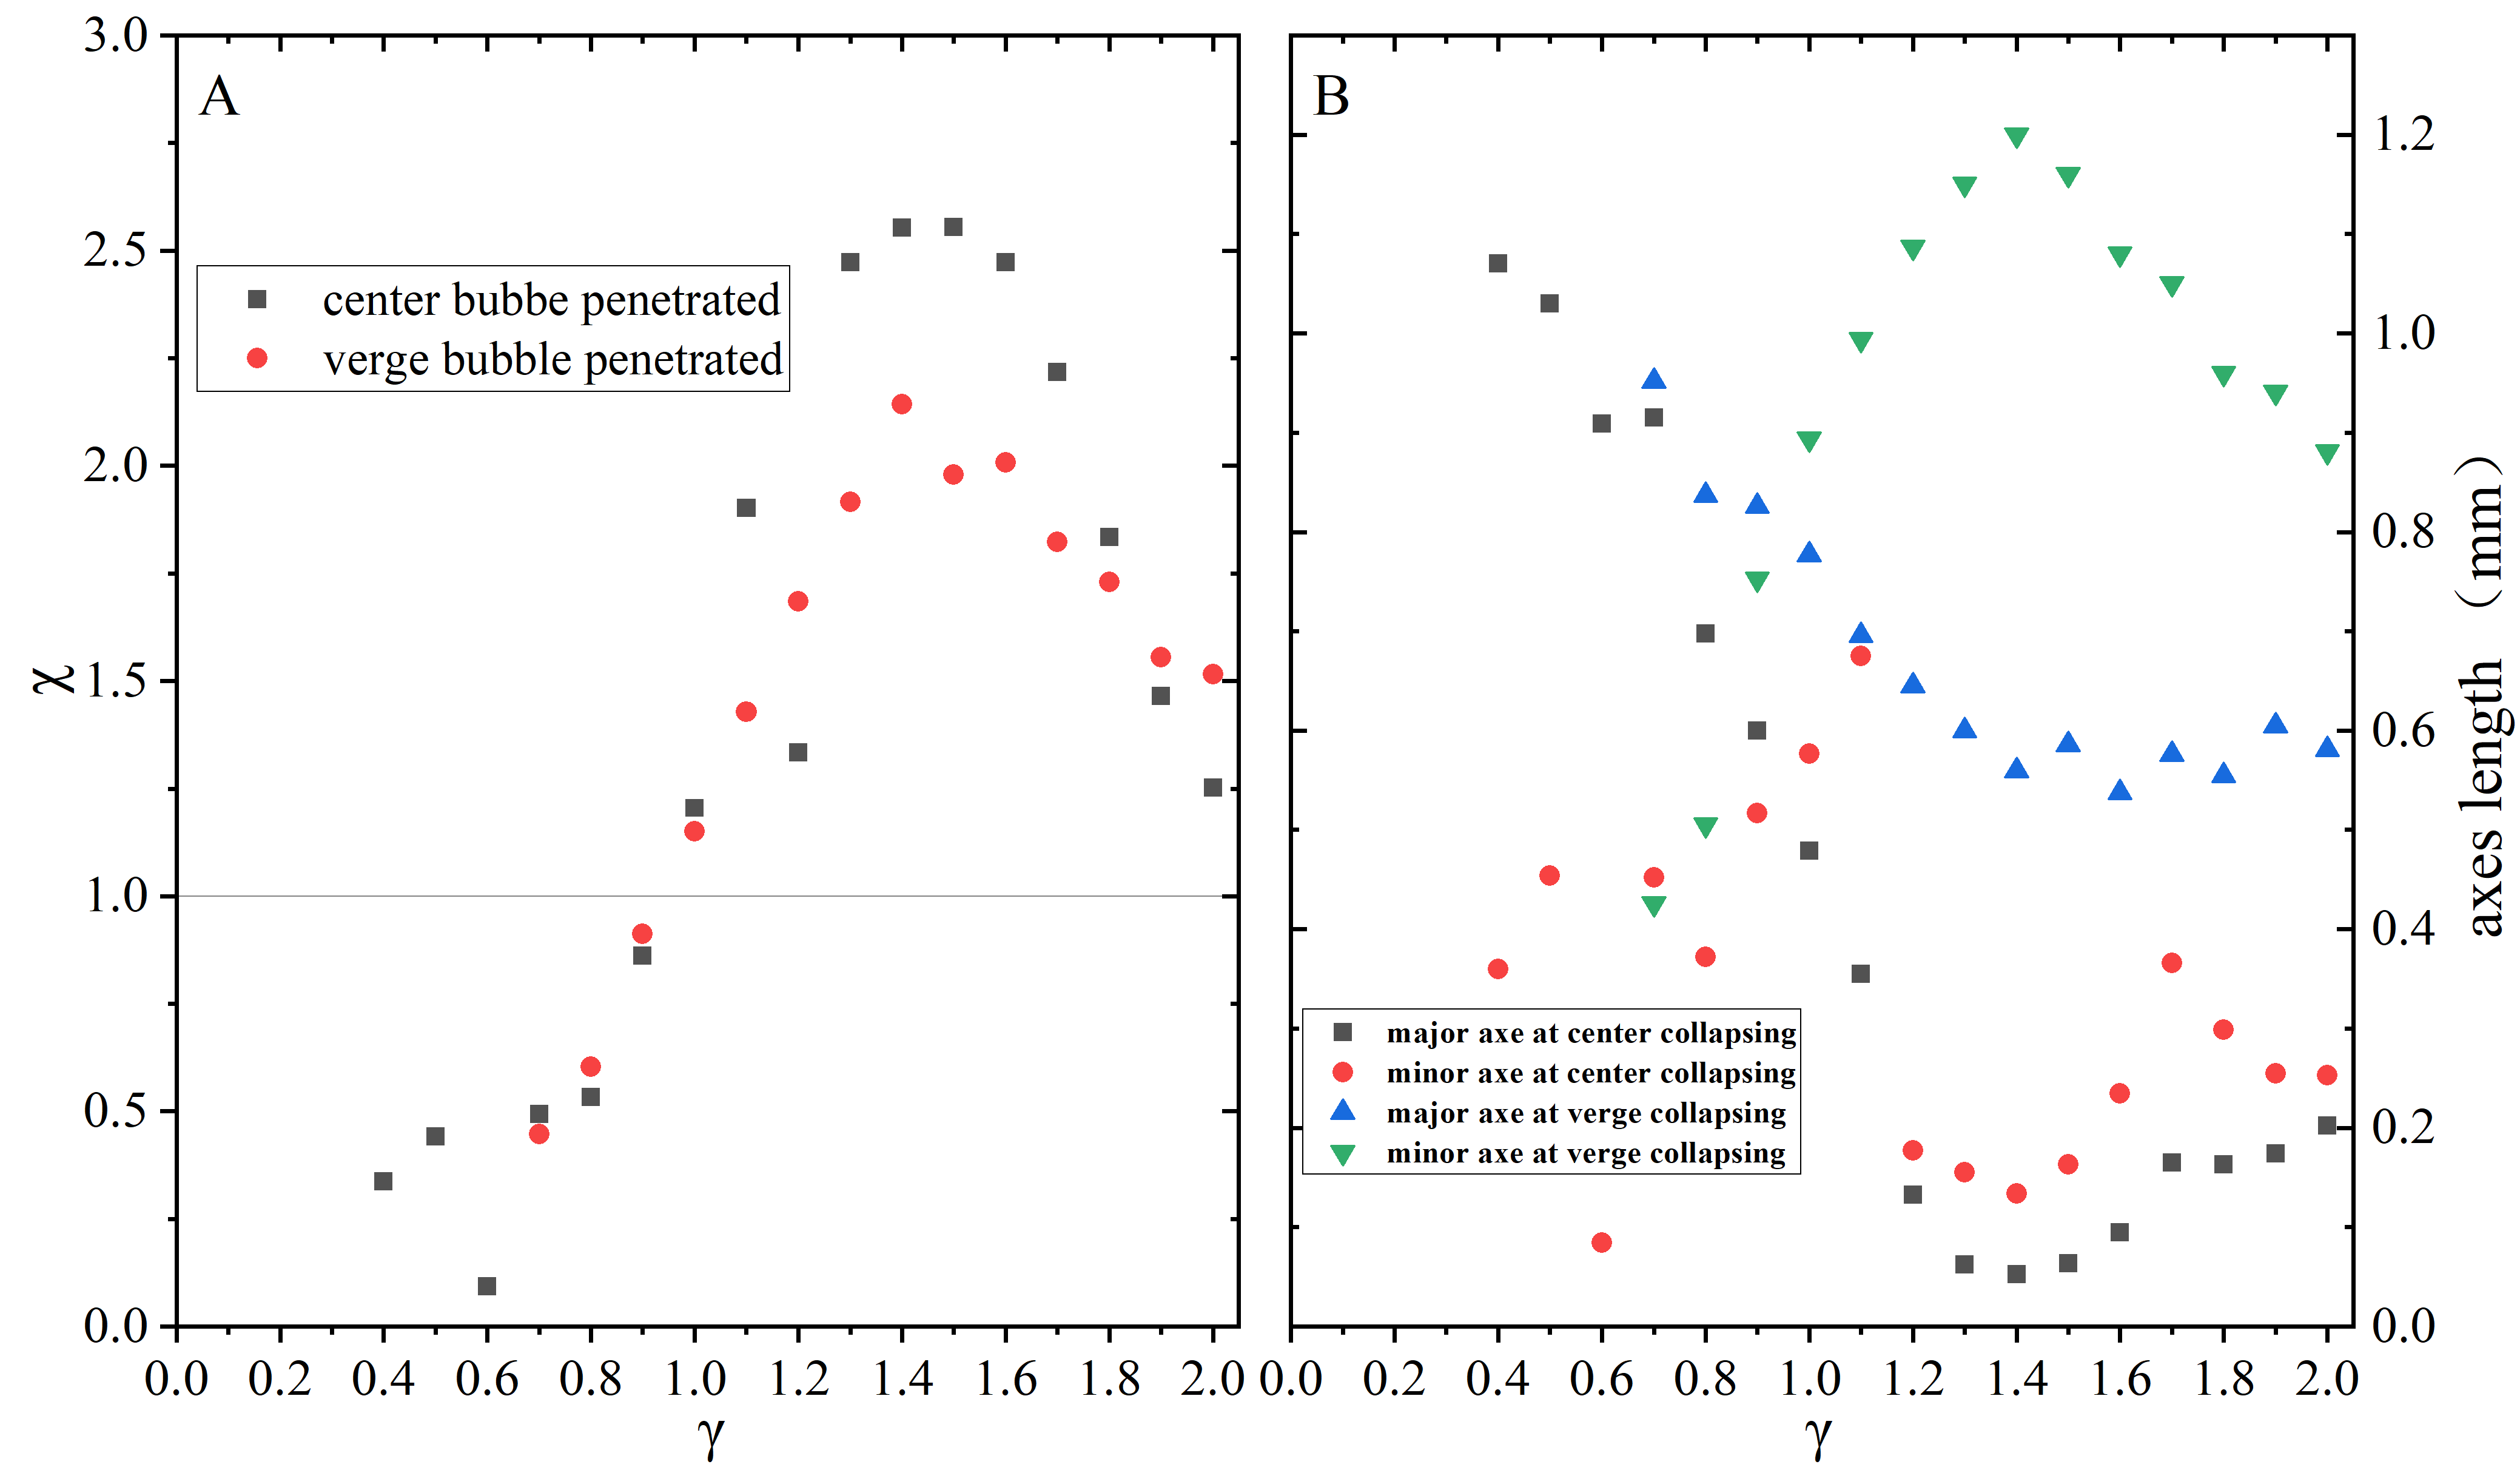 A
3.0
2.5
2.0
1.5
1.0
0.5
0.0
χ
center bubbe penetrated
verge bubble penetrated
0.0 0.2 0.4 0.6 0.8 1.0 1.2 1.4 1.6 1.8 2.0
γ
B
1.2
1.0
0.8
0.6
0.4
0.2
0.0
axes length（mm）
major axe at center collapsing
minor axe at center collapsing
major axe at verge collapsing
minor axe at verge collapsing
0.0 0.2 0.4 0.6 0.8 1.0 1.2 1.4 1.6 1.8 2.0
γ